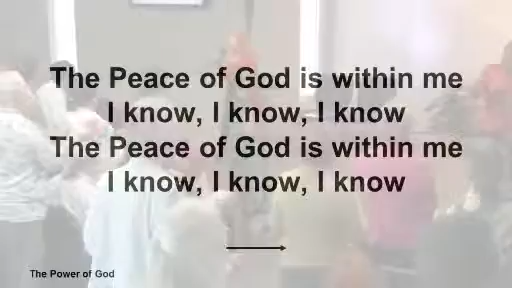 The Peace of God is within me
I know, I know, I know
The Peace of God is within me
I know, I know, I know
The Power of God